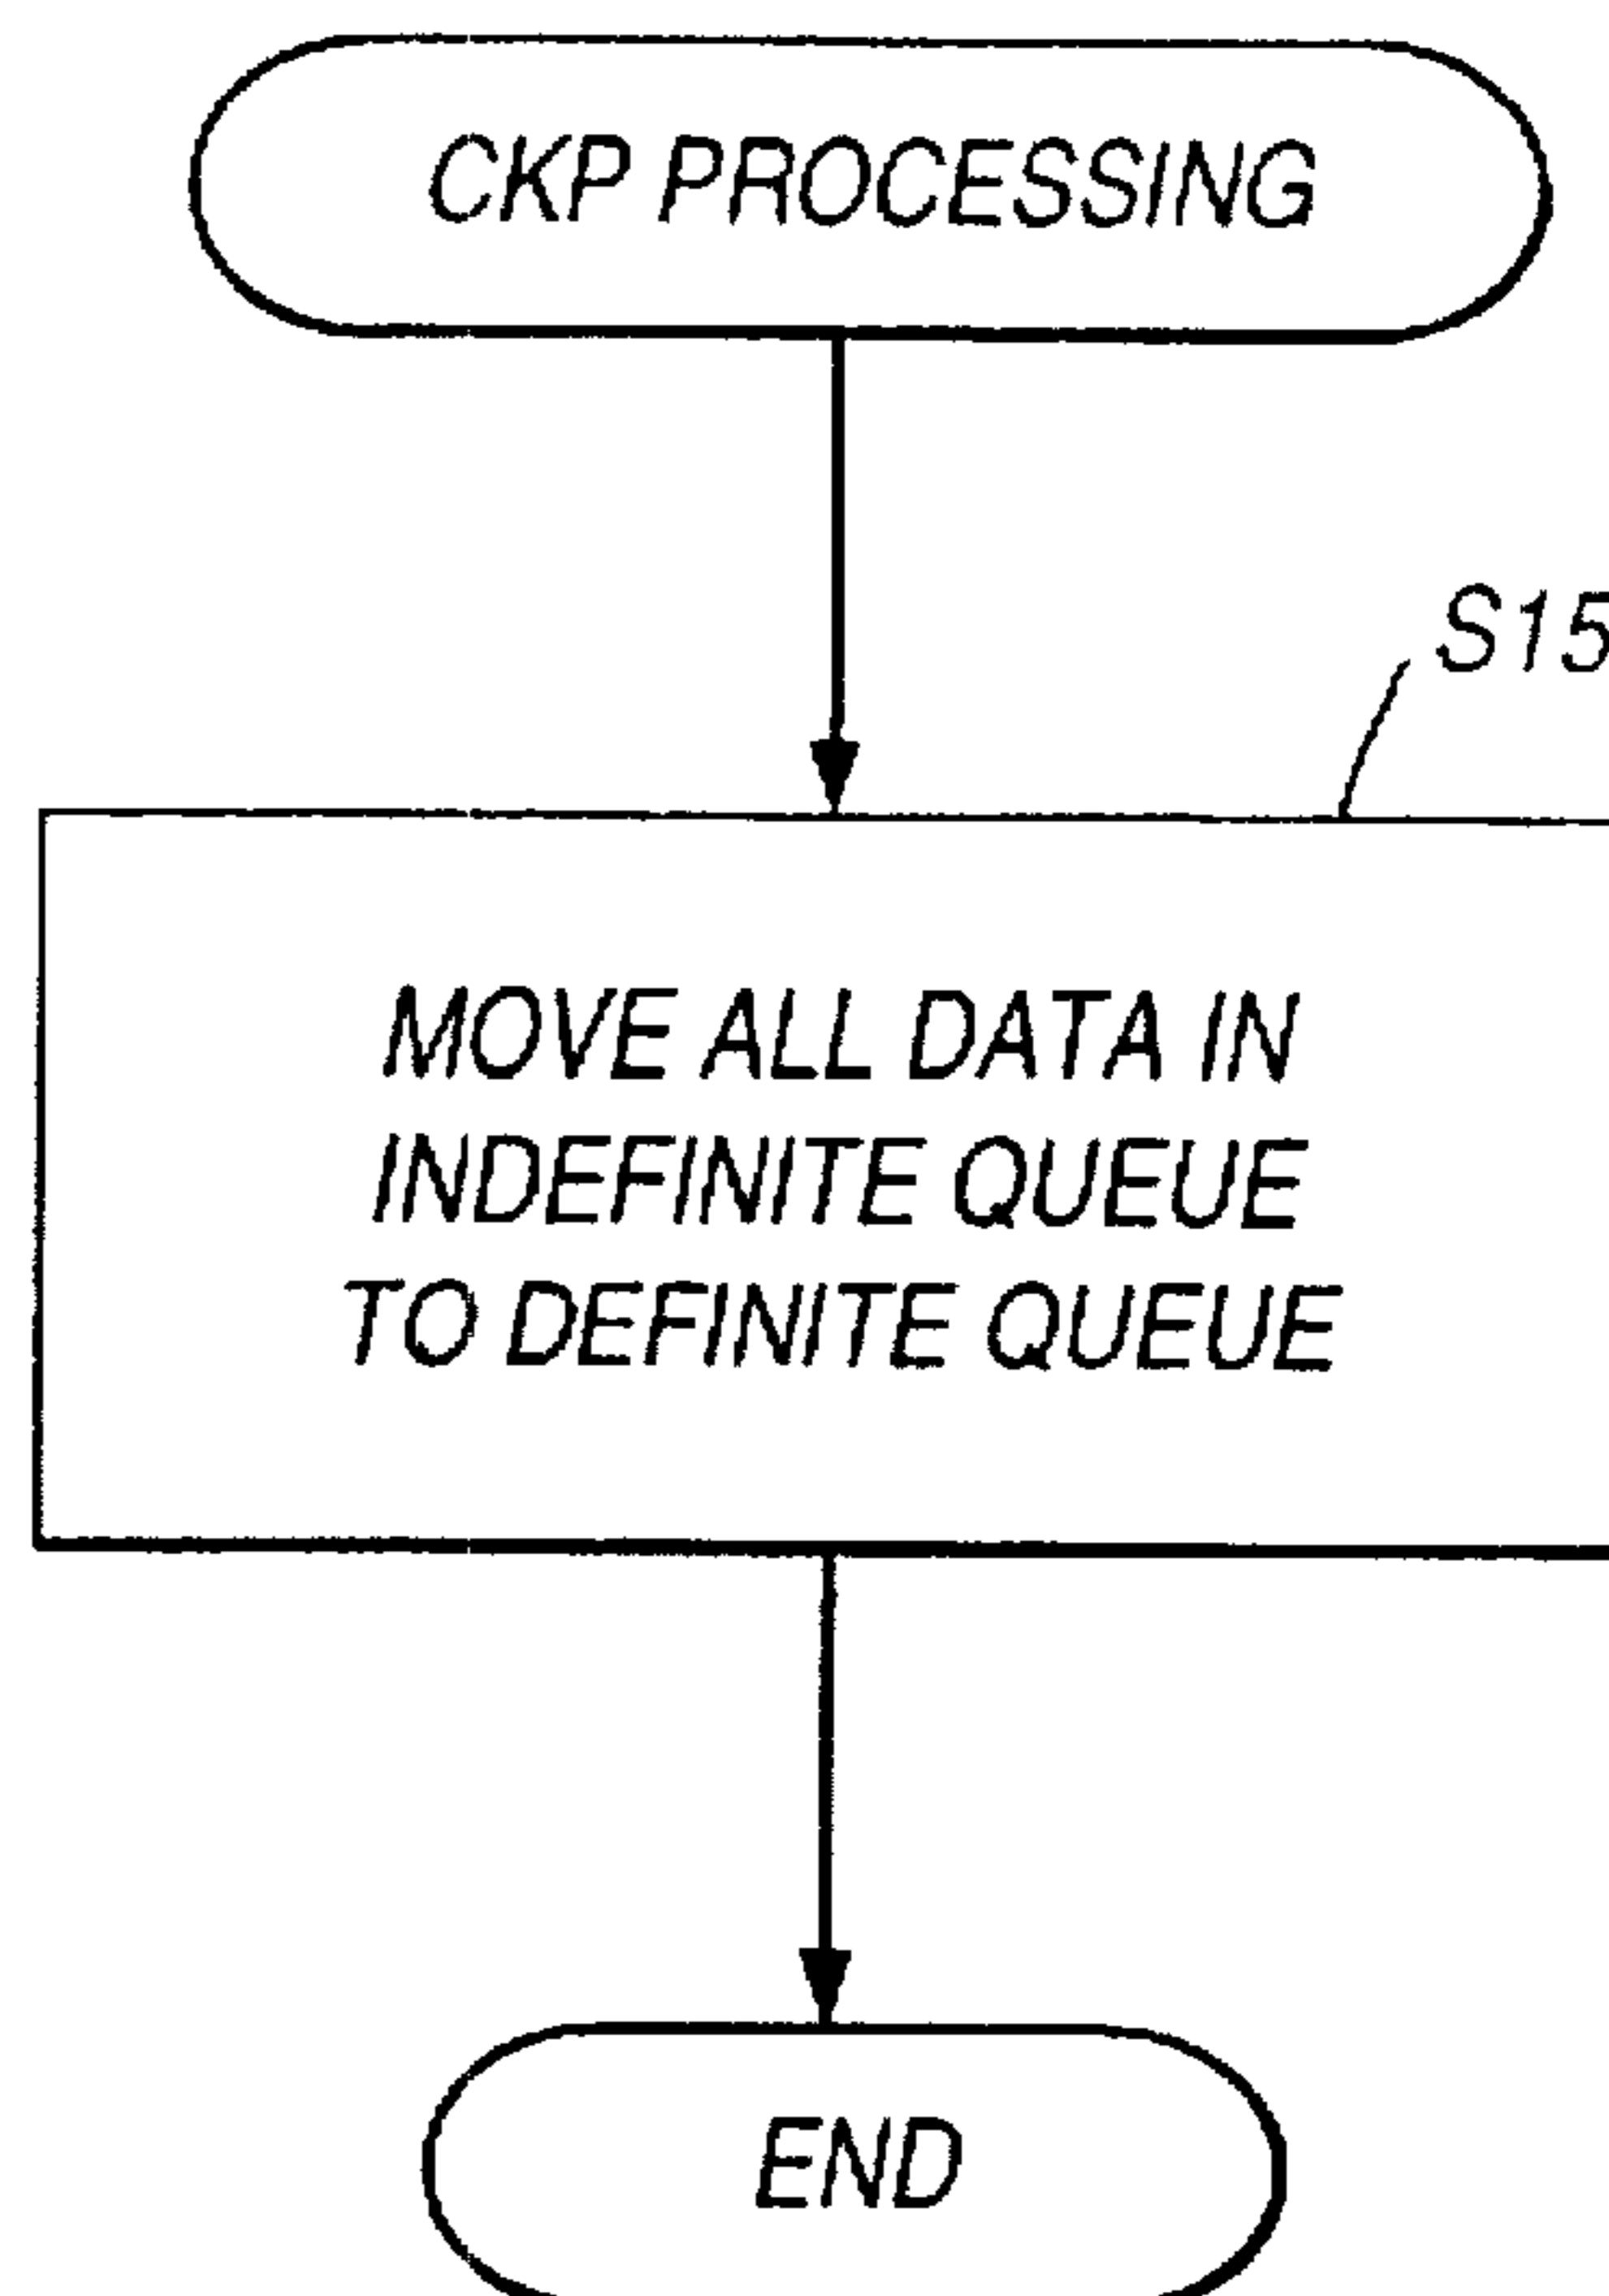 CKP PROCESSING
S15
MOVE ALL DATA IN
INDEFINITE QUEUE
TO DEFINITE QUEUE
END